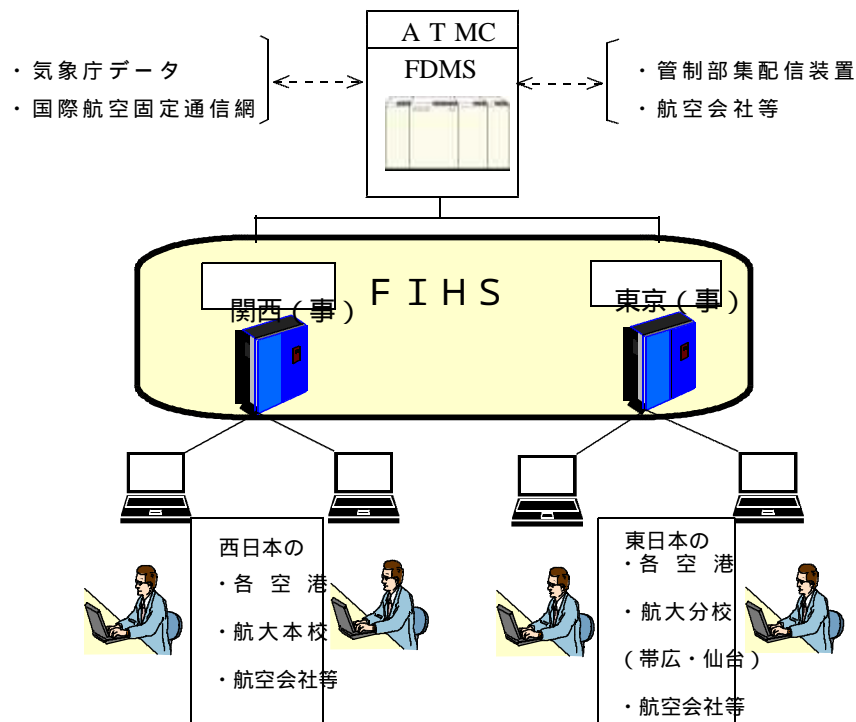 ATMC
FDMS
・気象庁データ
・国際航空固定通信網
・管制部集配信装置
・航空会社等
FIHS
関西(事)
東京(事)
西日本の
・各空港
・航大本校
・航空会社等
東日本の
・各空港
・航大分校
(帯広・仙台)
・航空会社等